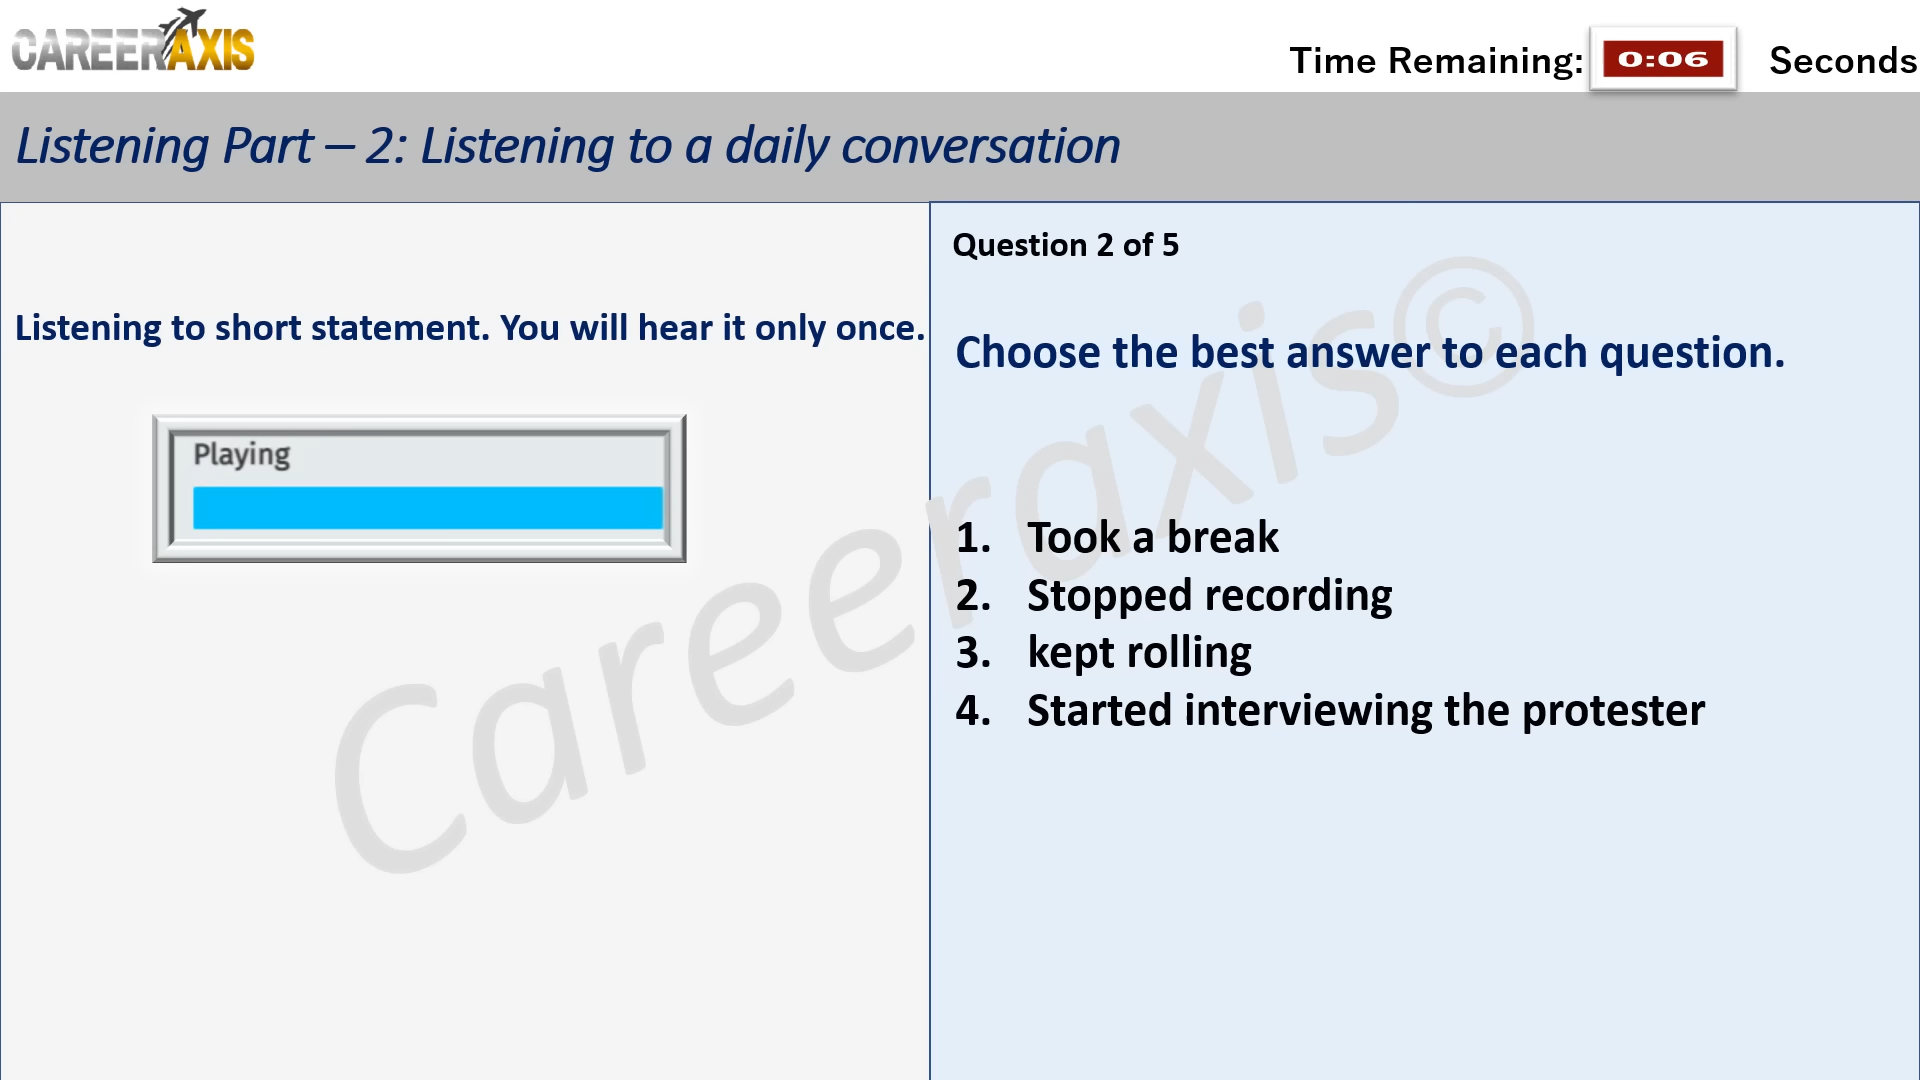 CAREERAXIS
Time Remaining: 0:06 Seconds
Listening Part – 2: Listening to a daily conversation
Listening to short statement. You will hear it only once.
Playing
Question 2 of 5
Choose the best answer to each question.
1. Took a break
2. Stopped recording
3. kept rolling
4. Started interviewing the protester
Careeraxis©